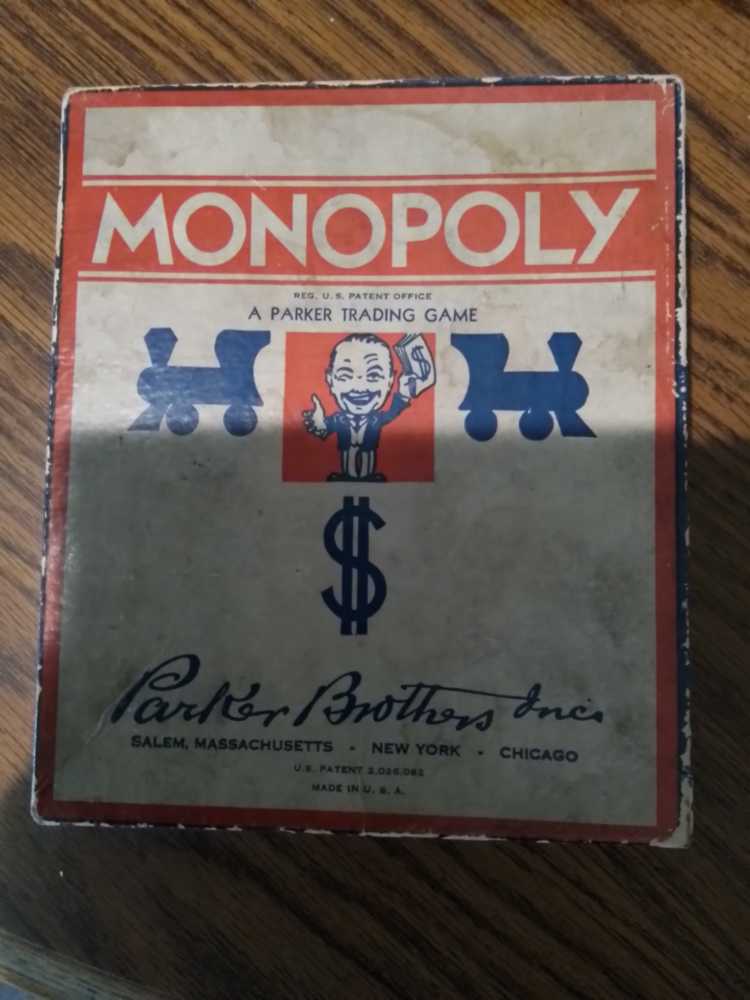 MONOPOLY
REG. U. S. PATENT OFFICE
A PARKER TRADING GAME
$
$
Parker Brothers Inc.
SALEM, MASSACHUSETTS - NEW YORK - CHICAGO
U.S. PATENT 2,026,082
MADE IN U. S. A.